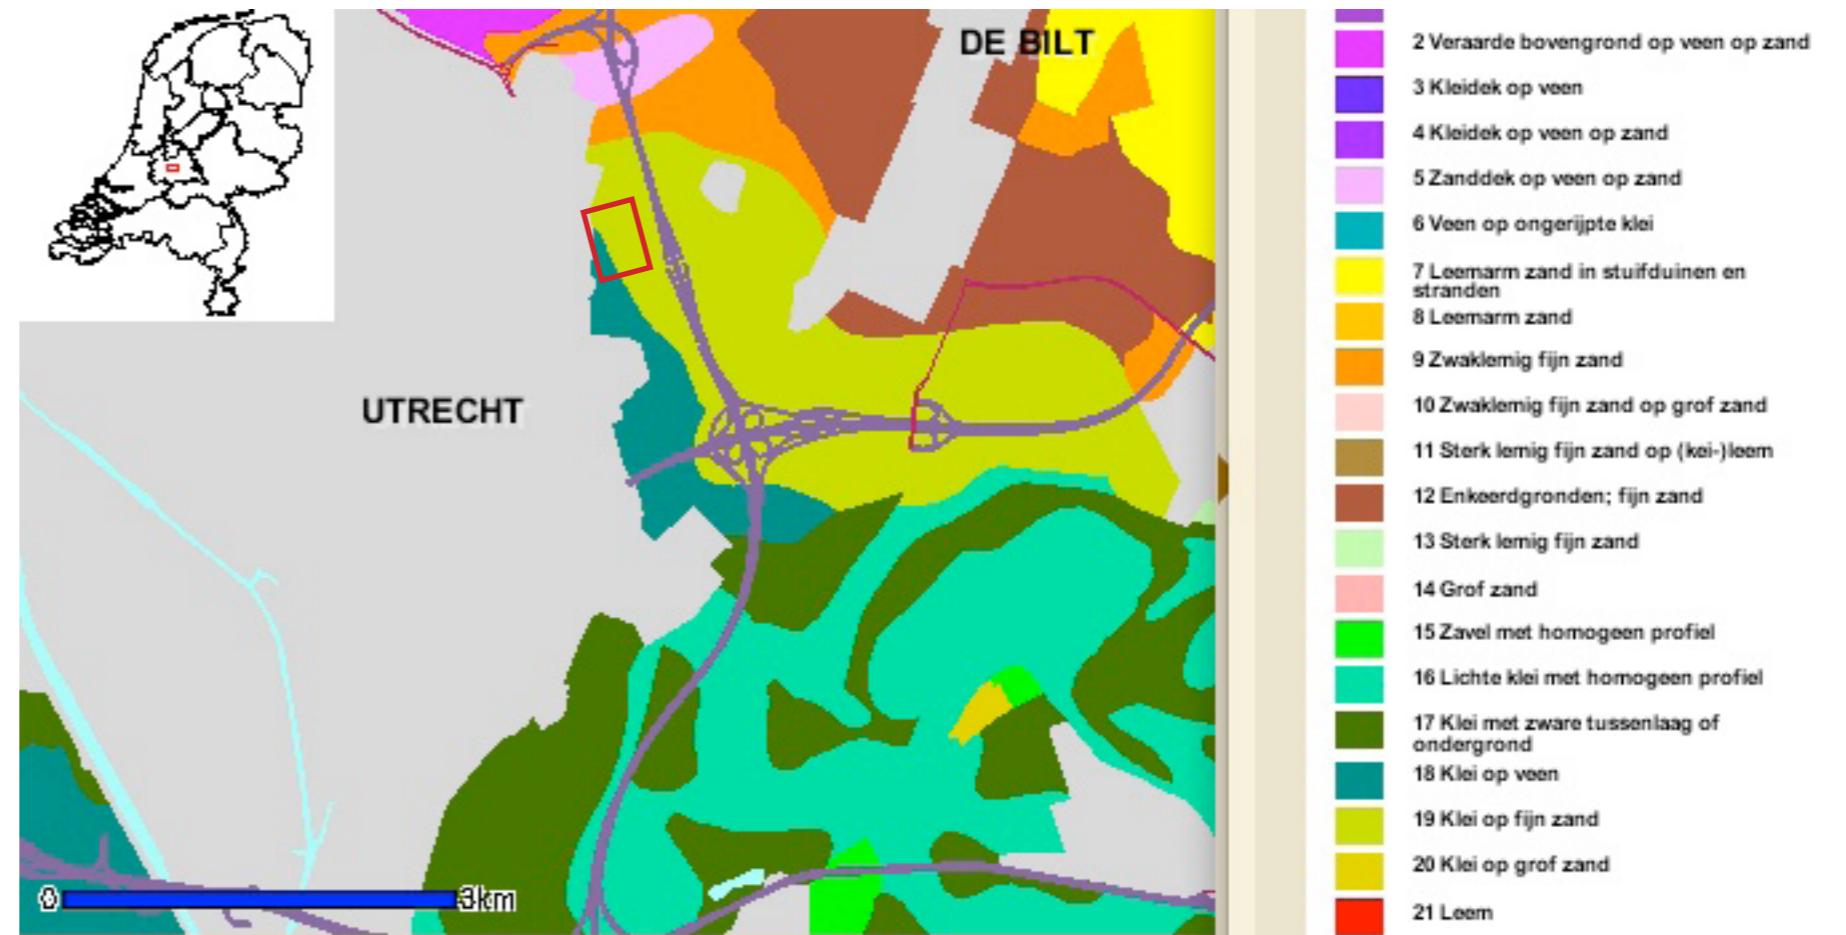 DE BILT
UTRECHT
0 3km
2 Veraarde bovengrond op veen op zand
3 Kleidek op veen
4 Kleidek op veen op zand
5 Zanddek op veen op zand
6 Veen op ongerijpte klei
7 Leemarm zand in stuifduinen en
stranden
8 Leemarm zand
9 Zwaklemig fijn zand
10 Zwaklemig fijn zand op grof zand
11 Sterk lemig fijn zand op (kei-)leem
12 Enkeerdgronden; fijn zand
13 Sterk lemig fijn zand
14 Grof zand
15 Zavel met homogeen profiel
16 Lichte klei met homogeen profiel
17 Klei met zware tussenlaag of
ondergrond
18 Klei op veen
19 Klei op fijn zand
20 Klei op grof zand
21 Leem